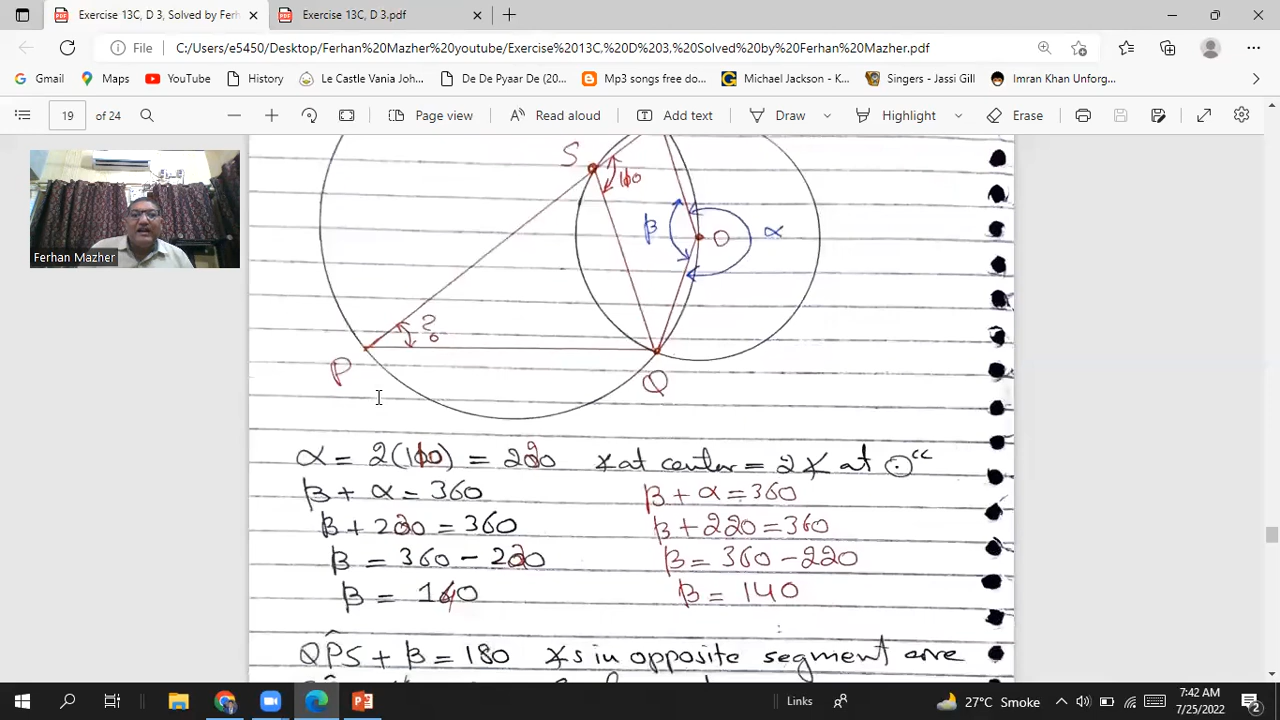 Exercise 13C, D 3, Solved by Ferh
Exercise 13C, D 3.pdf
File
C:/Users/e5450/Desktop/Ferhan%20Mazher%20youtube/Exercise%2013C,%20D%203,%20Solved%20by%20Ferhan%20Mazher.pdf
Gmail Maps YouTube History Le Castle Vania Joh... De De Pyaar De (20... Mp3 songs free do... Michael Jackson - K... Singers - Jassi Gill Imran Khan Unforg...
19 of 24 Page view Read aloud Add text Draw Highlight Erase
S
110
β O α
Ferhan Mazher
?
P
Q
α = 2(110) = 220 ∡ at center = 2∡ at ⊙ce
β + α = 360 β + α = 360
β + 220 = 360 β + 220 = 360
β = 360 - 220 β = 360 - 220
β = 140 β = 140
QP̂S + β = 180 ∡s in opposite segment are
Links 27°C Smoke 7:42 AM
7/25/2022
2